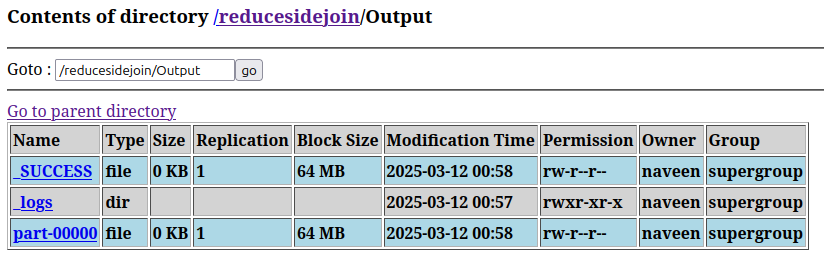 Contents of directory /reducesidejoin/Output
Goto : /reducesidejoin/Output go
Go to parent directory
Name Type Size Replication Block Size Modification Time Permission Owner Group
_SUCCESS file 0 KB 1 64 MB 2025-03-12 00:58 rw-r--r-- naveen supergroup
_logs dir 2025-03-12 00:57 rwxr-xr-x naveen supergroup
part-00000 file 0 KB 1 64 MB 2025-03-12 00:58 rw-r--r-- naveen supergroup